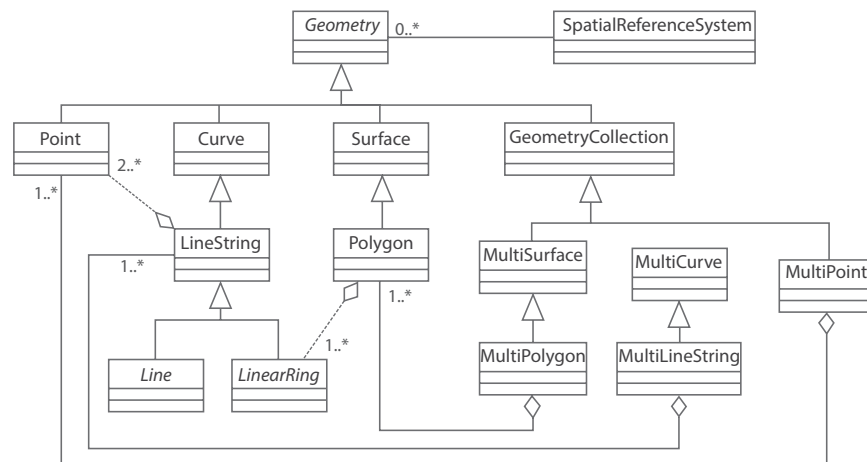 Geometry
0..*
SpatialReferenceSystem
Point
Curve
Surface
GeometryCollection
2..*
1..*
LineString
Polygon
MultiSurface
MultiCurve
MultiPoint
1..*
1..*
1..*
Line
LinearRing
MultiPolygon
MultiLineString